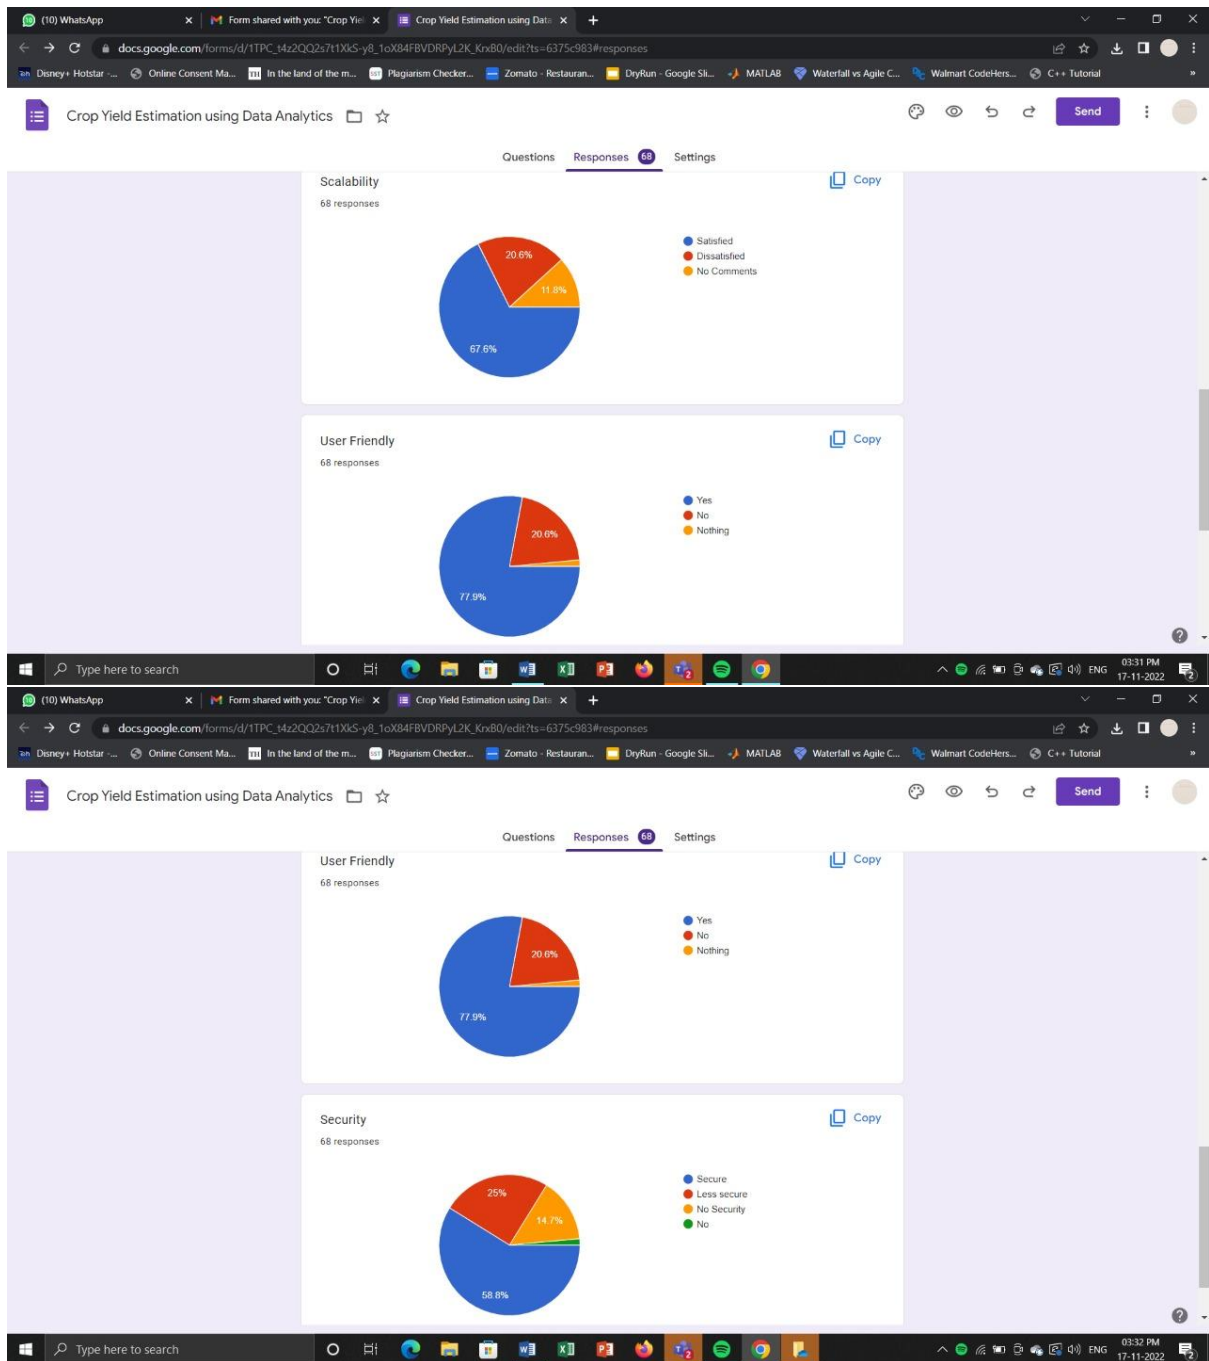 (10) WhatsApp
Form shared with you: "Crop Yie
Crop Yield Estimation using Data
docs.google.com/forms/d/1TPC_t4z2QQ2s7t1XkS-y8_1oX84FBVDRPyL2K_KrxB0/edit?ts=6375c983#responses
Disney+ Hotstar -... Online Consent Ma... In the land of the m... Plagiarism Checker... Zomato - Restauran... DryRun - Google Sli... MATLAB Waterfall vs Agile C... Walmart CodeHers... C++ Tutorial »
Crop Yield Estimation using Data Analytics
Send
Questions Responses 68 Settings
Scalability
Copy
68 responses
Satisfied
Dissatisfied
No Comments
20.6%
11.8%
67.6%
User Friendly
Copy
68 responses
Yes
No
Nothing
20.6%
77.9%
Type here to search
ENG
03:31 PM
17-11-2022
(10) WhatsApp
Form shared with you: "Crop Yie
Crop Yield Estimation using Data
docs.google.com/forms/d/1TPC_t4z2QQ2s7t1XkS-y8_1oX84FBVDRPyL2K_KrxB0/edit?ts=6375c983#responses
Disney+ Hotstar -... Online Consent Ma... In the land of the m... Plagiarism Checker... Zomato - Restauran... DryRun - Google Sli... MATLAB Waterfall vs Agile C... Walmart CodeHers... C++ Tutorial »
Crop Yield Estimation using Data Analytics
Send
Questions Responses 68 Settings
User Friendly
Copy
68 responses
Yes
No
Nothing
20.6%
77.9%
Security
Copy
68 responses
Secure
Less secure
No Security
No
25%
14.7%
58.8%
Type here to search
ENG
03:32 PM
17-11-2022